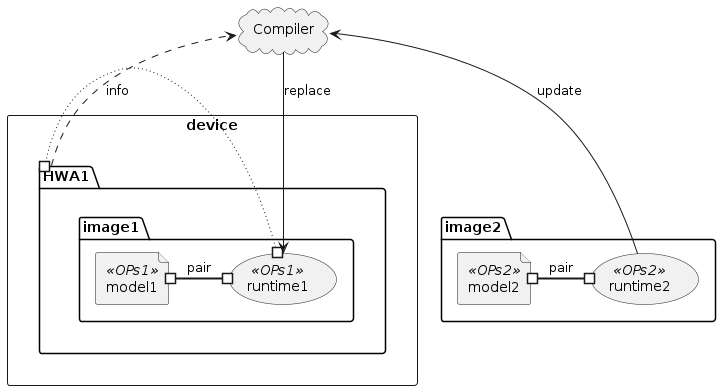 Compiler
info
replace
update
device
HWA1
image1
«OPs1»
model1
pair
«OPs1»
runtime1
image2
«OPs2»
model2
pair
«OPs2»
runtime2